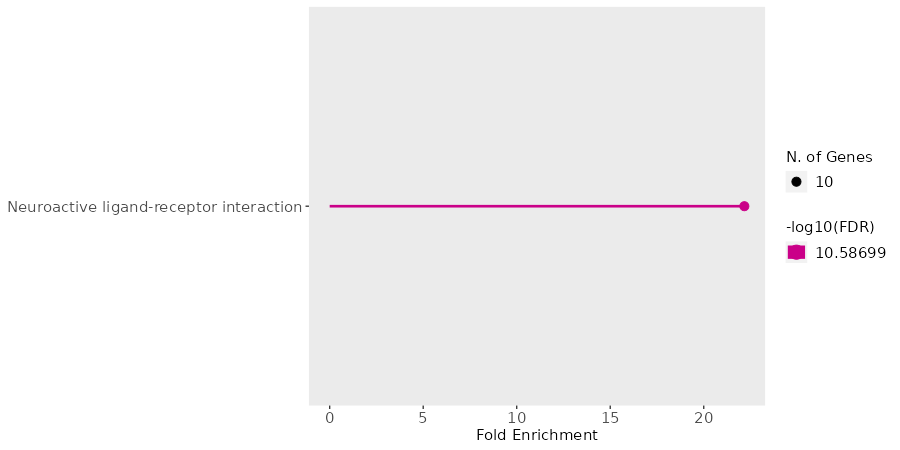 Neuroactive ligand-receptor interaction
0 5 10 15 20
Fold Enrichment
N. of Genes
10
-log10(FDR)
10.58699